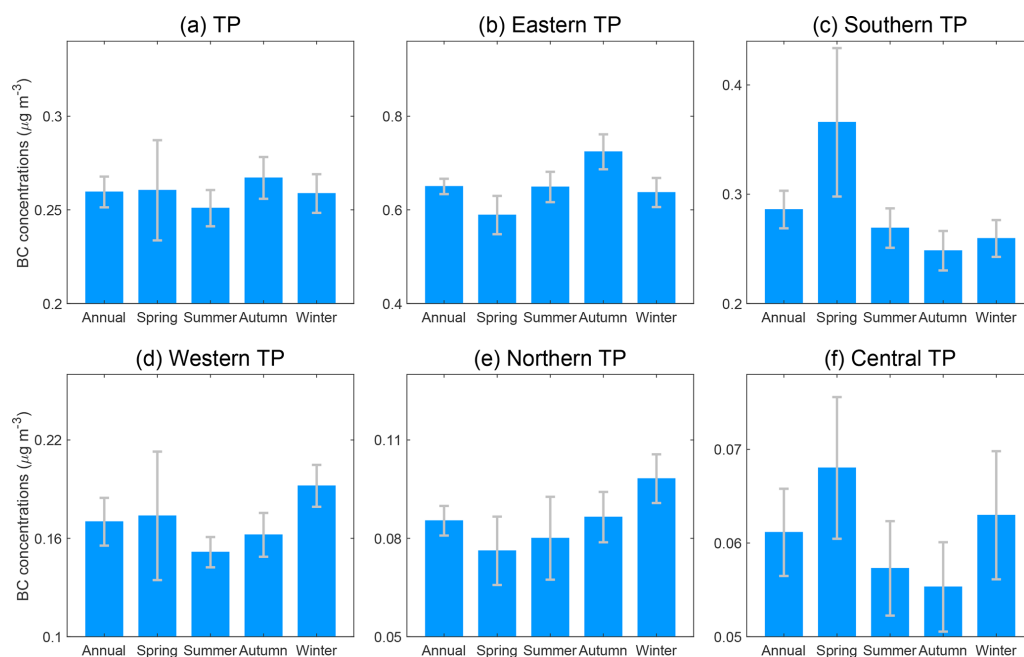 (a) TP
(b) Eastern TP
(c) Southern TP
BC concentrations (μg m⁻³)
0.3
0.25
0.2
0.8
0.6
0.4
0.4
0.3
0.2
Annual Spring Summer Autumn Winter
Annual Spring Summer Autumn Winter
Annual Spring Summer Autumn Winter
(d) Western TP
(e) Northern TP
(f) Central TP
BC concentrations (μg m⁻³)
0.22
0.16
0.1
0.11
0.08
0.05
0.07
0.06
0.05
Annual Spring Summer Autumn Winter
Annual Spring Summer Autumn Winter
Annual Spring Summer Autumn Winter